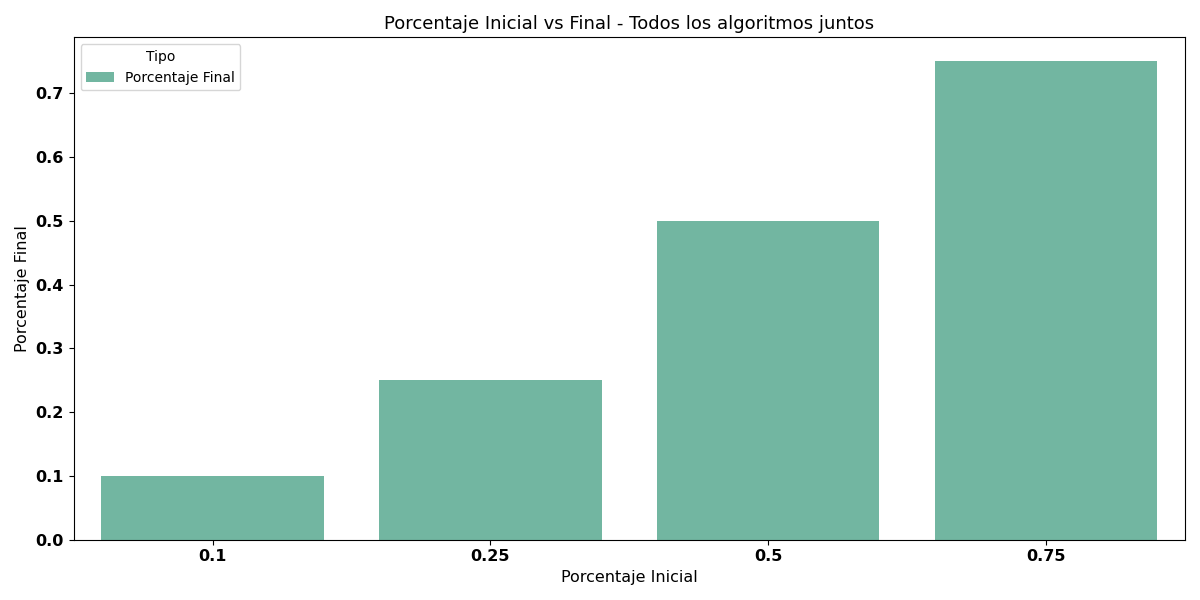 Porcentaje Inicial vs Final - Todos los algoritmos juntos
Tipo
Porcentaje Final
Porcentaje Final
0.7
0.6
0.5
0.4
0.3
0.2
0.1
0.0
0.1
0.25
0.5
0.75
Porcentaje Inicial